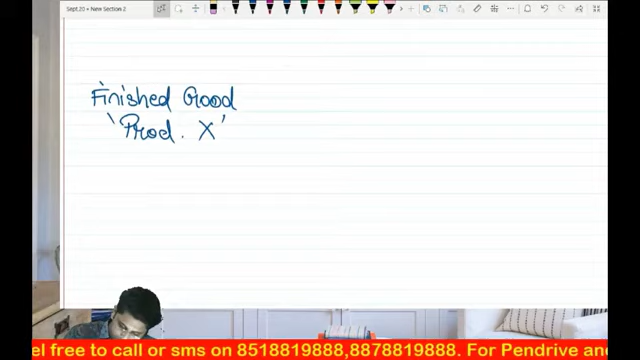 Sept 20 • New Section 2
Finished Good
'Prod. X'
el free to call or sms on 8518819888,8878819888. For Pendrive and